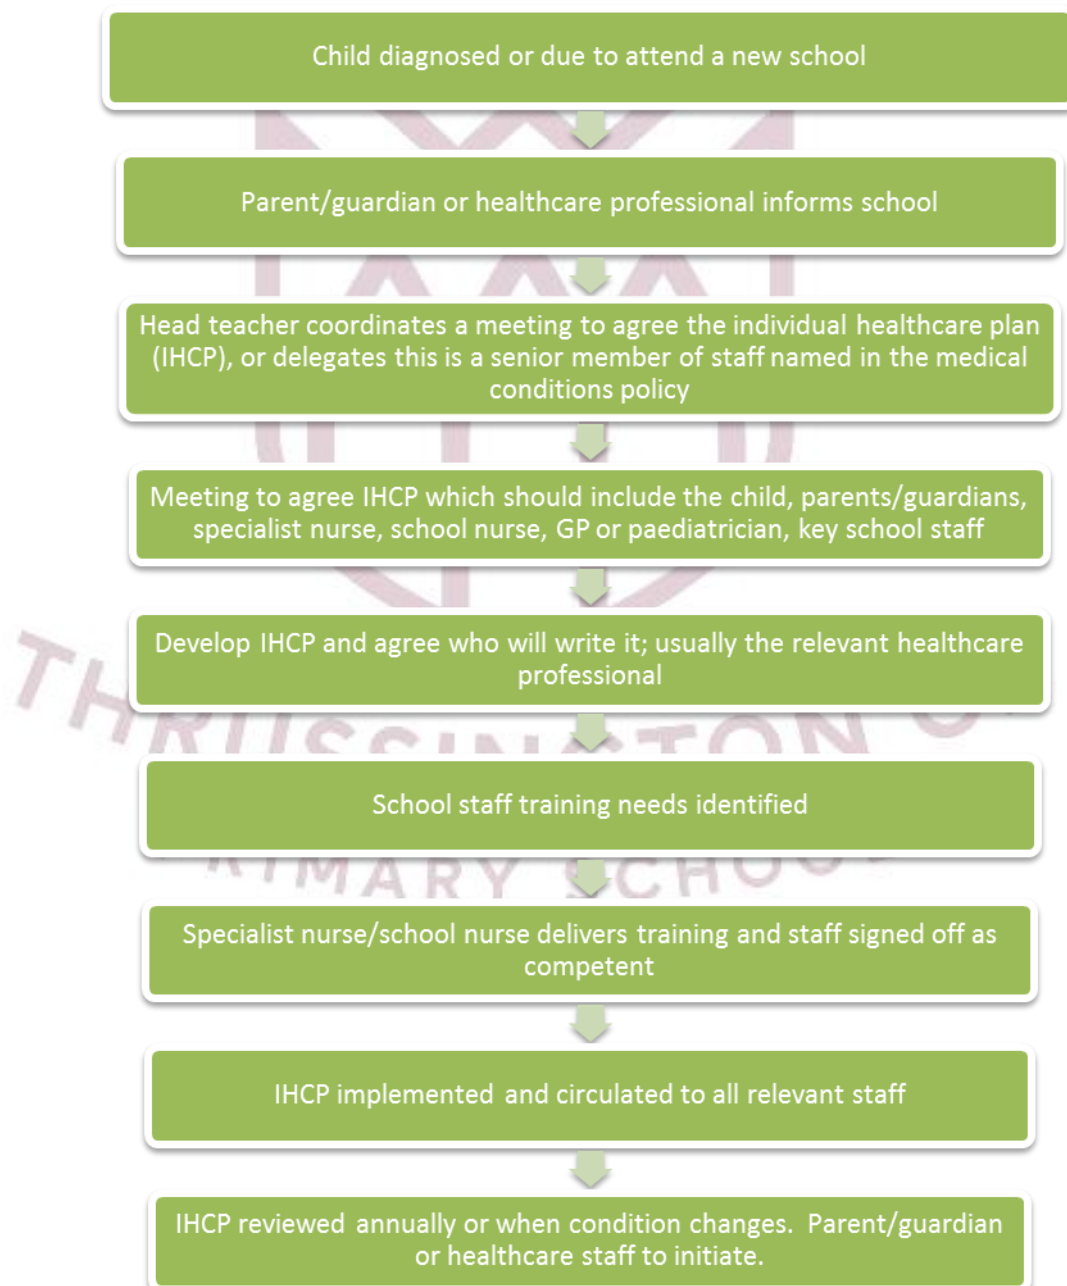 Child diagnosed or due to attend a new school
Parent/guardian or healthcare professional informs school
Head teacher coordinates a meeting to agree the individual healthcare plan
(IHCP), or delegates this is a senior member of staff named in the medical
conditions policy
Meeting to agree IHCP which should include the child, parents/guardians,
specialist nurse, school nurse, GP or paediatrician, key school staff
Develop IHCP and agree who will write it; usually the relevant healthcare
professional
THRUSSINGTON
School staff training needs identified
PRIMARY SCHOOL
Specialist nurse/school nurse delivers training and staff signed off as
competent
IHCP implemented and circulated to all relevant staff
IHCP reviewed annually or when condition changes.  Parent/guardian
or healthcare staff to initiate.